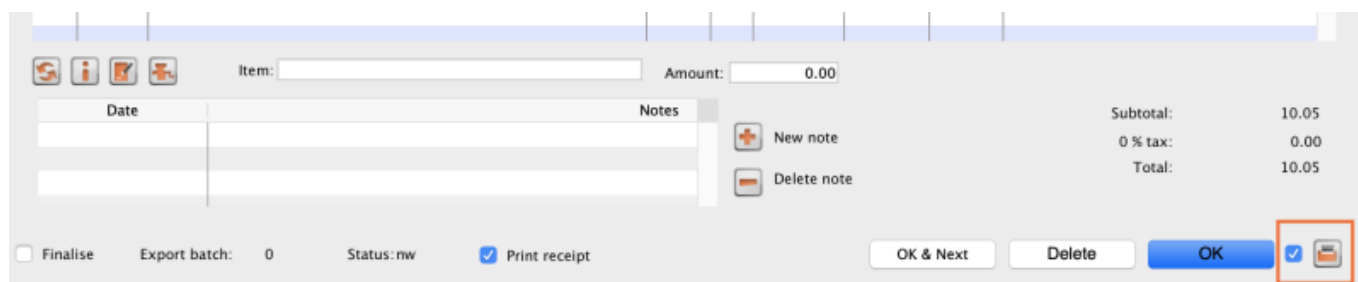 Item: Amount: 0.00
Date Notes
Subtotal: 10.05
New note
0 % tax: 0.00
Total: 10.05
Delete note
Finalise Export batch: 0 Status: nw Print receipt OK & Next Delete OK